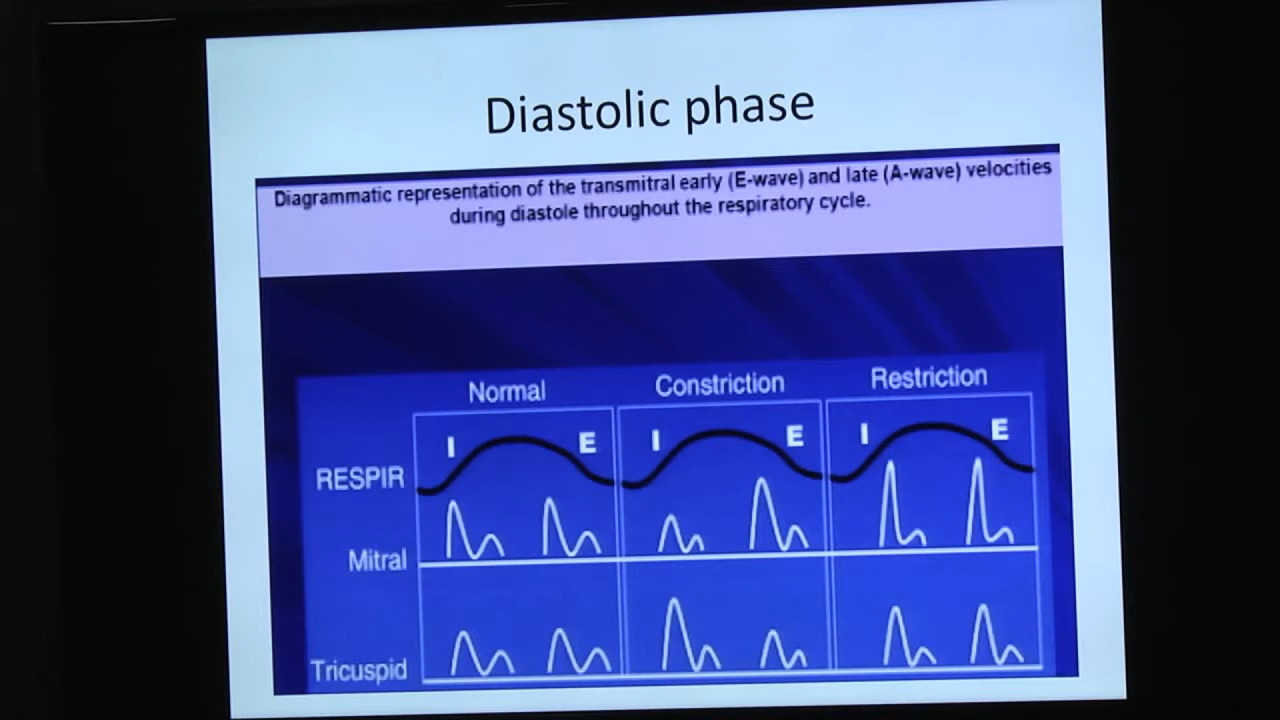 Diastolic phase
Diagrammatic representation of the transmitral early (E-wave) and late (A-wave) velocities
during diastole throughout the respiratory cycle.
Normal Constriction Restriction
I E I E I E
RESPIR
Mitral
Tricuspid